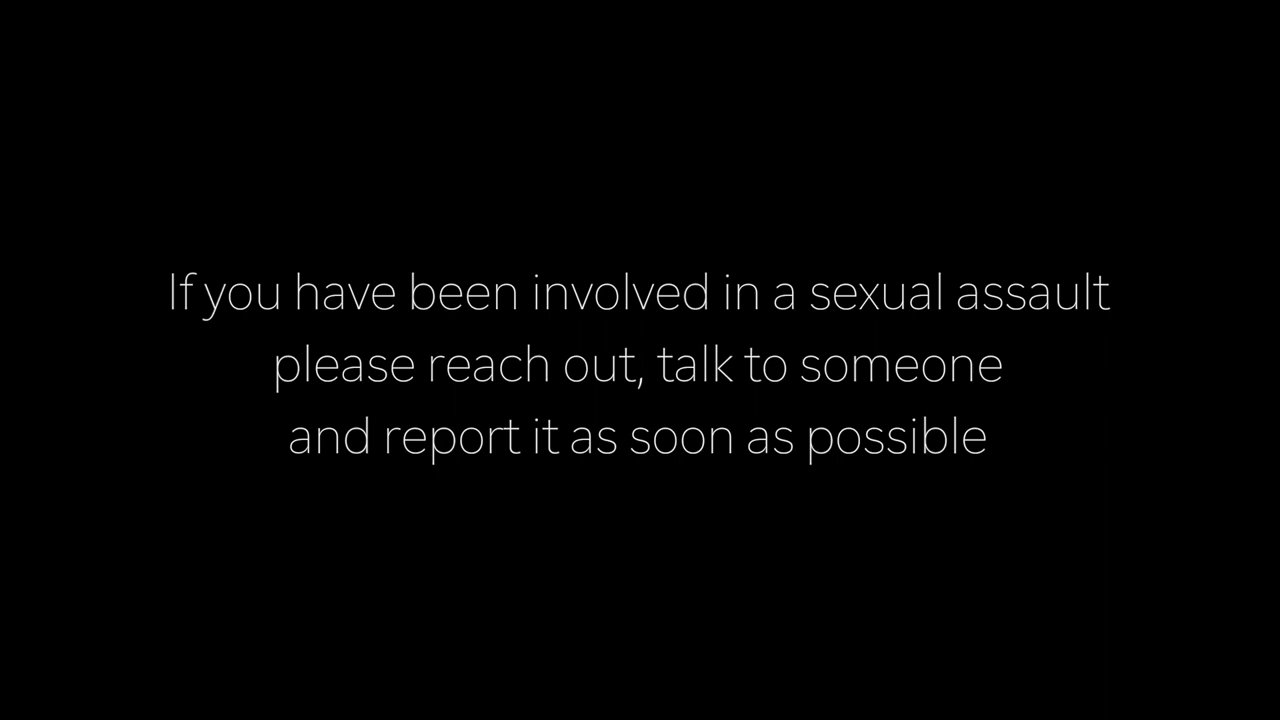 If you have been involved in a sexual assault
please reach out, talk to someone
and report it as soon as possible